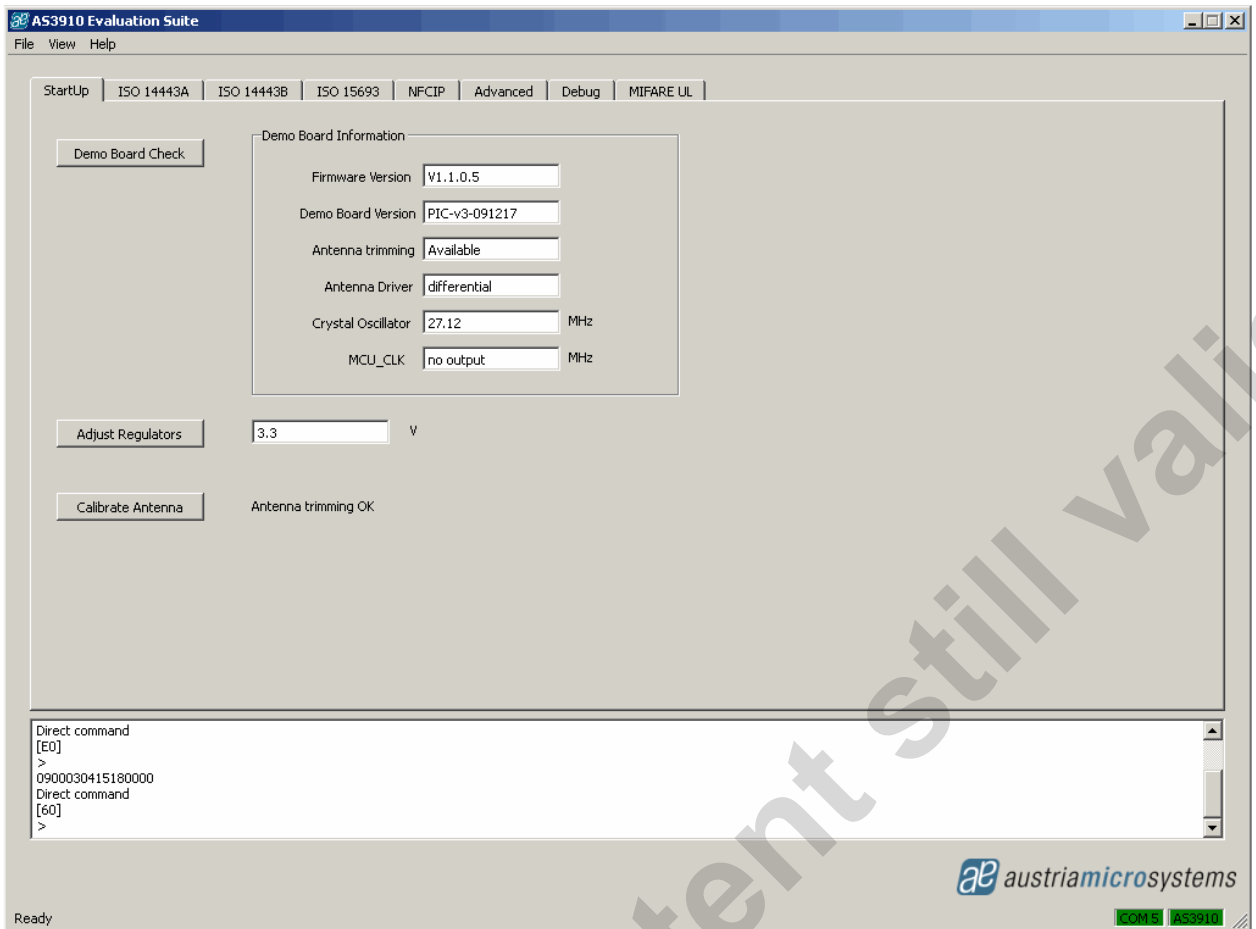 AS3910 Evaluation Suite
File View Help
StartUp ISO 14443A ISO 14443B ISO 15693 NFCIP Advanced Debug MIFARE UL
Demo Board Check
Demo Board Information
Firmware Version V1.1.0.5
Demo Board Version PIC-v3-091217
Antenna trimming Available
Antenna Driver differential
Crystal Oscillator 27.12 MHz
MCU_CLK no output MHz
Adjust Regulators 3.3 V
Calibrate Antenna Antenna trimming OK
Direct command
[E0]
>
0900030415180000
Direct command
[60]
>
austriamicrosystems
Ready COM 5 AS3910
still